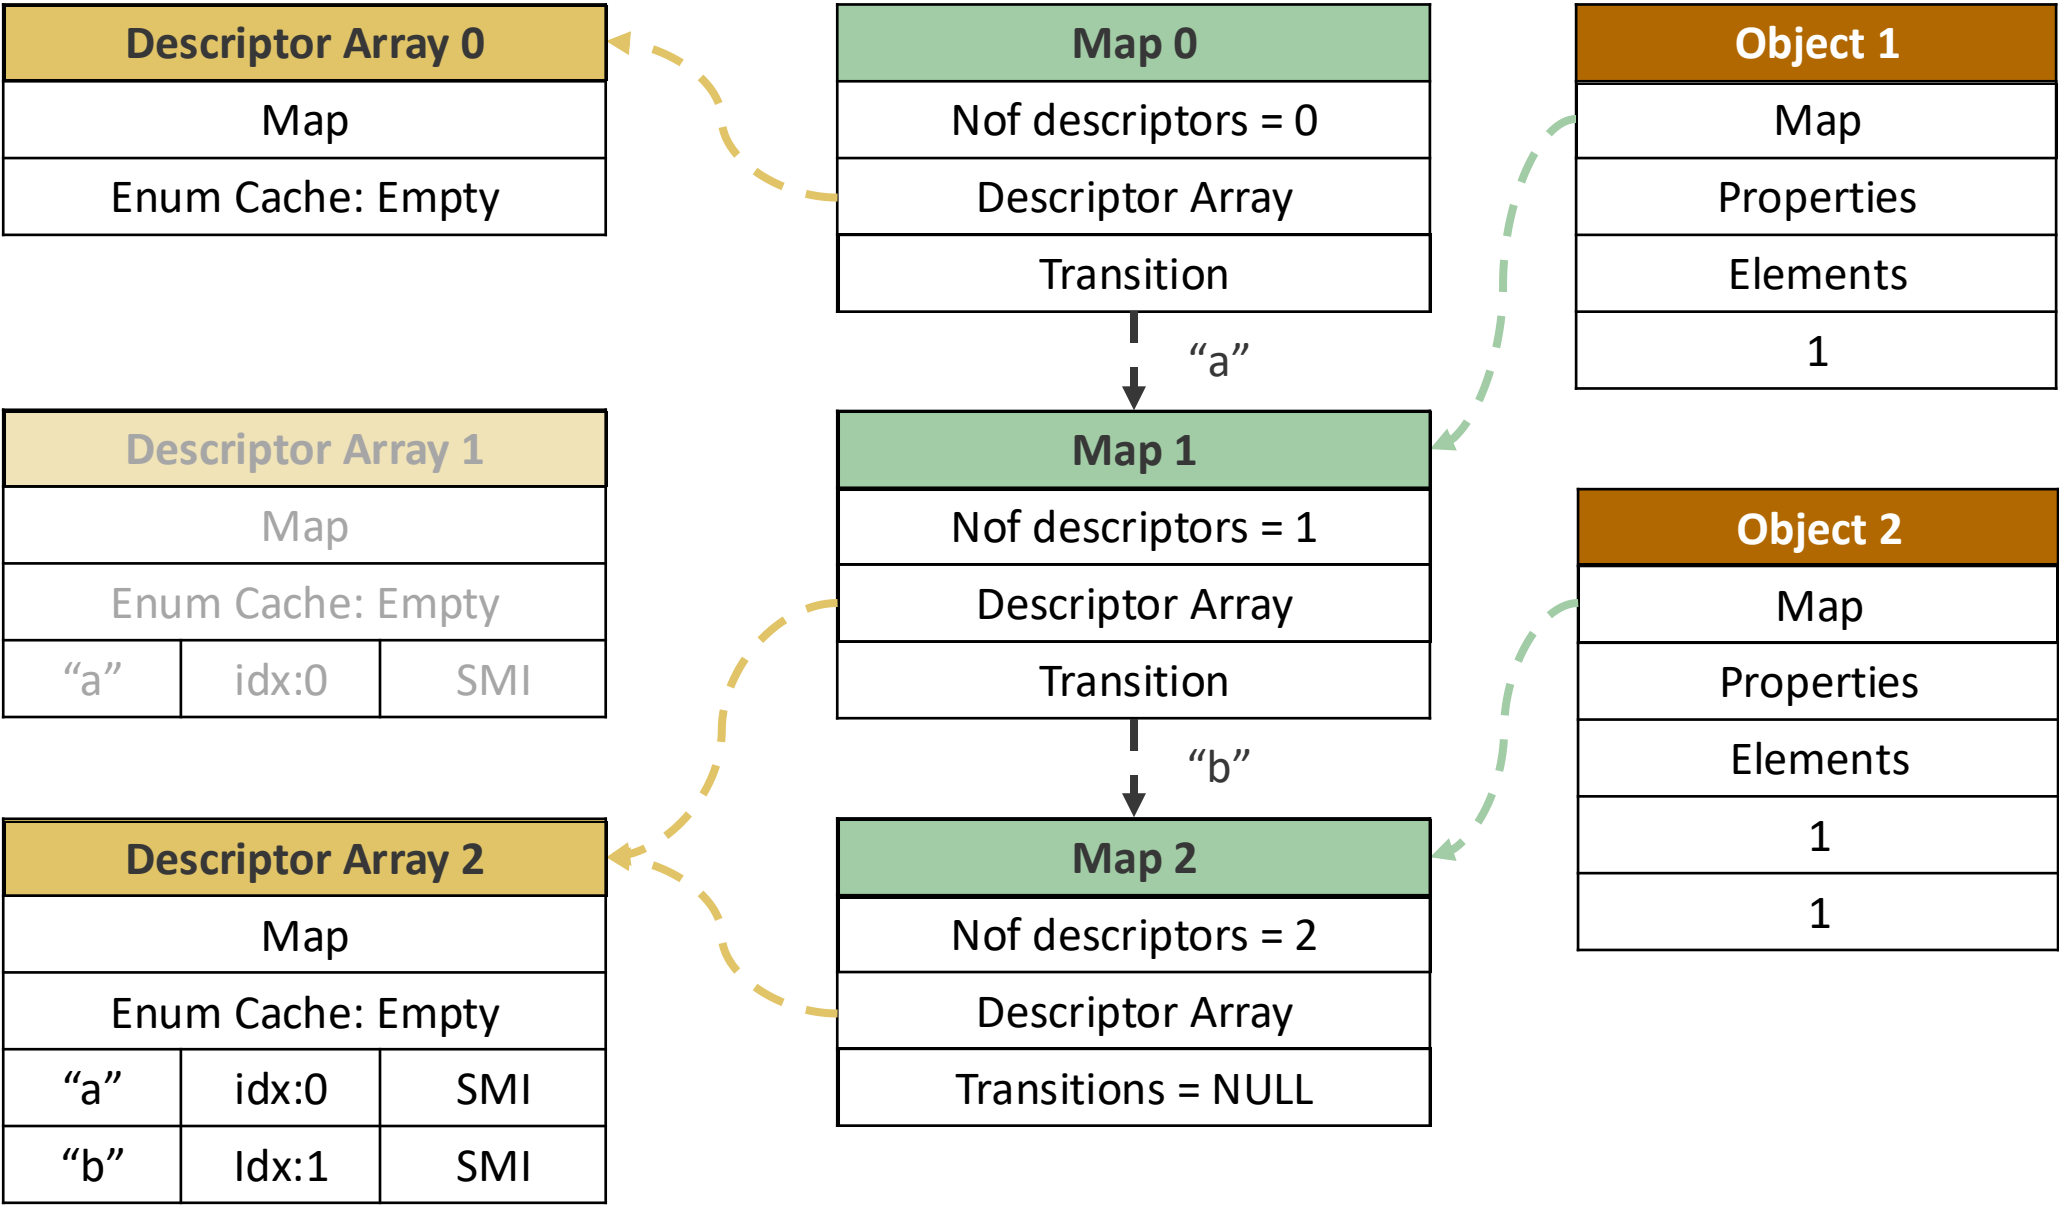 Descriptor Array 0
Map
Enum Cache: Empty
Map 0
Nof descriptors = 0
Descriptor Array
Transition
“a”
Object 1
Map
Properties
Elements
1
Descriptor Array 1
Map
Enum Cache: Empty
“a” idx:0 SMI
Map 1
Nof descriptors = 1
Descriptor Array
Transition
“b”
Object 2
Map
Properties
Elements
1
1
Descriptor Array 2
Map
Enum Cache: Empty
“a” idx:0 SMI
“b” Idx:1 SMI
Map 2
Nof descriptors = 2
Descriptor Array
Transitions = NULL